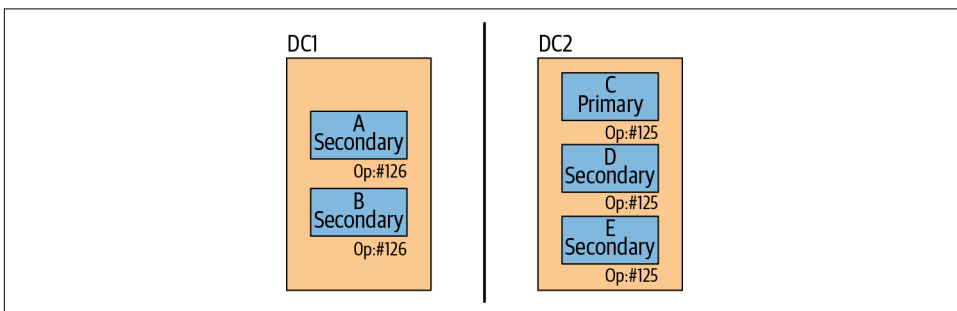 DC1
A
Secondary
Op:#126
B
Secondary
Op:#126
DC2
C
Primary
Op:#125
D
Secondary
Op:#125
E
Secondary
Op:#125